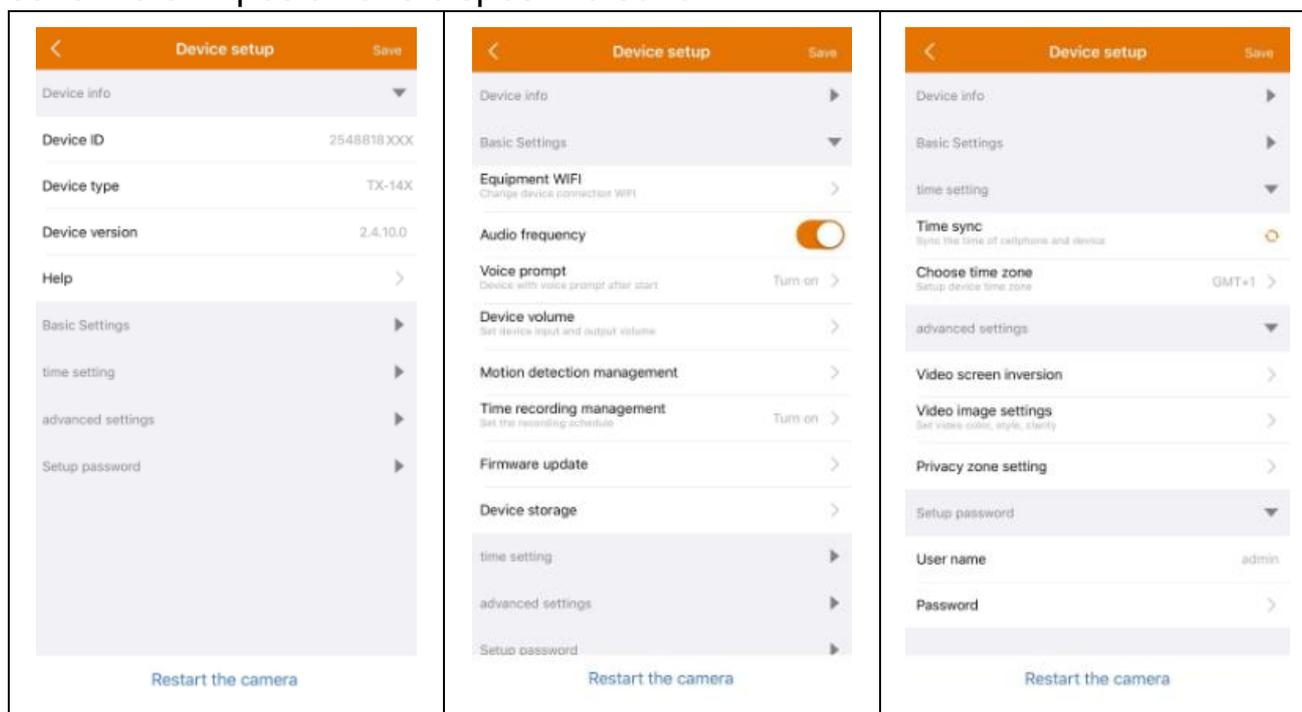 Device setup Save
Device info
Device ID 2548818XXX
Device type TX-14X
Device version 2.4.10.0
Help
Basic Settings
time setting
advanced settings
Setup password
Restart the camera
Device setup Save
Device info
Basic Settings
Equipment WIFI
Change device connection WIFI
Audio frequency
Voice prompt
Device with voice prompt after start Turn on
Device volume
Set device input and output volume
Motion detection management
Time recording management
Set the recording schedule Turn on
Firmware update
Device storage
time setting
advanced settings
Setup password
Restart the camera
Device setup Save
Device info
Basic Settings
time setting
Time sync
Sync the time of cellphone and device
Choose time zone
Setup device time zone GMT+1
advanced settings
Video screen inversion
Video image settings
Set video color, style, clarity
Privacy zone setting
Setup password
User name admin
Password
Restart the camera